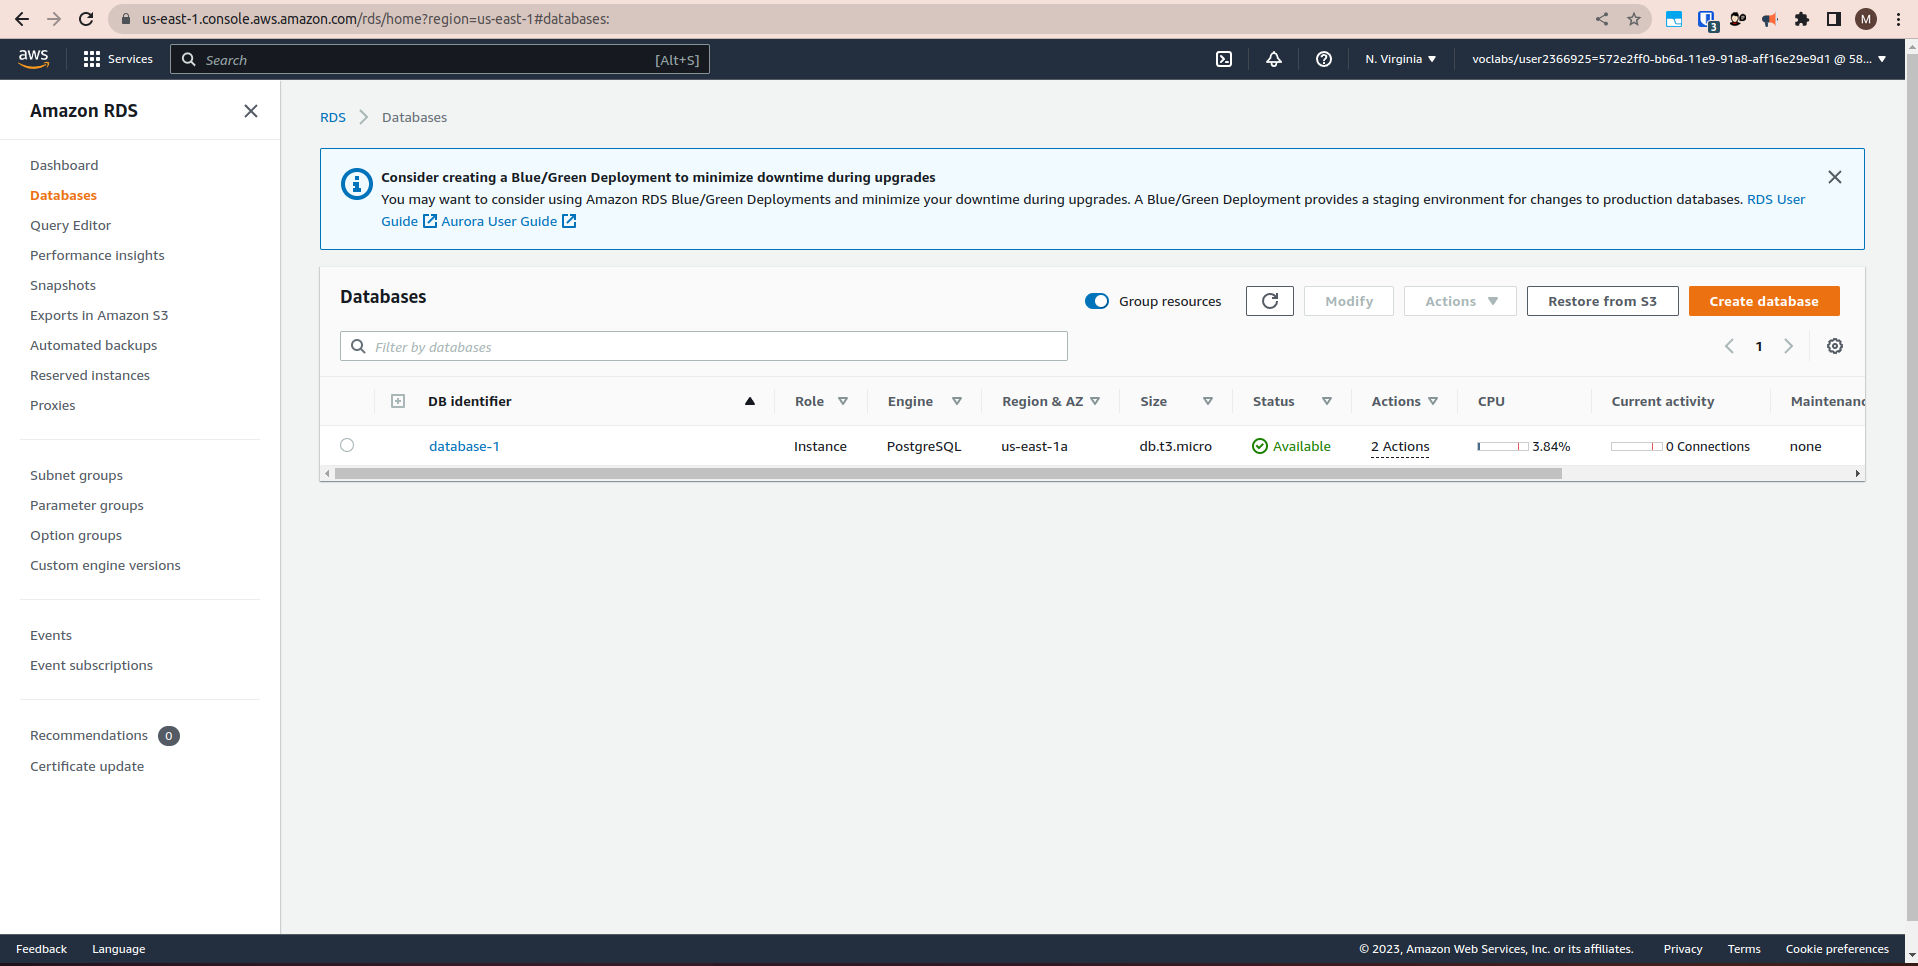 us-east-1.console.aws.amazon.com/rds/home?region=us-east-1#databases:
3
M
aws
Services
Search
[Alt+S]
N. Virginia
voclabs/user2366925=572e2ff0-bb6d-11e9-91a8-aff16e29e9d1 @ 58...
Amazon RDS
Dashboard
Databases
Query Editor
Performance insights
Snapshots
Exports in Amazon S3
Automated backups
Reserved instances
Proxies
Subnet groups
Parameter groups
Option groups
Custom engine versions
Events
Event subscriptions
Recommendations 0
Certificate update
RDS Databases
Consider creating a Blue/Green Deployment to minimize downtime during upgrades
You may want to consider using Amazon RDS Blue/Green Deployments and minimize your downtime during upgrades. A Blue/Green Deployment provides a staging environment for changes to production databases. RDS User
Guide Aurora User Guide
Databases
Group resources
Modify
Actions
Restore from S3
Create database
Filter by databases
1
DB identifier Role Engine Region & AZ Size Status Actions CPU Current activity Maintenanc
database-1 Instance PostgreSQL us-east-1a db.t3.micro Available 2 Actions 3.84% 0 Connections none
Feedback Language © 2023, Amazon Web Services, Inc. or its affiliates. Privacy Terms Cookie preferences